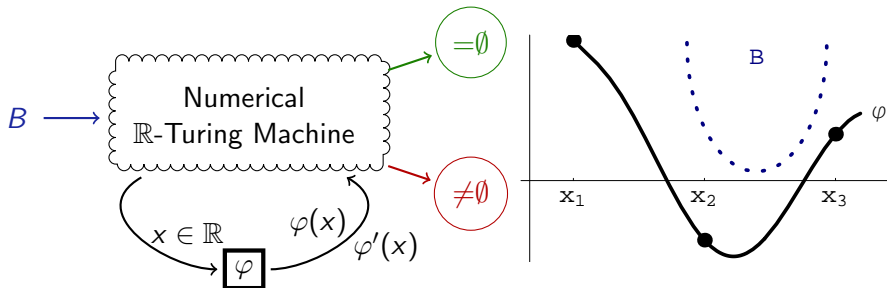 =∅
B
Numerical
ℝ-Turing Machine
≠∅
x ∈ ℝ
φ(x)
φ′(x)
φ
B
φ
x₁
x₂
x₃